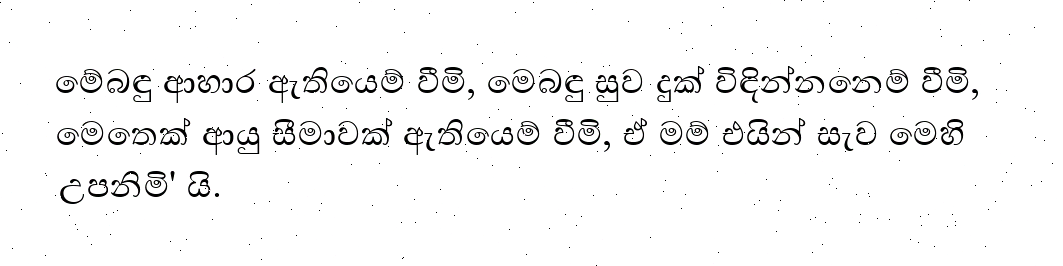 මේබඳු ආහාර ඇතියෙම් වීමි, මෙබඳු සුව දුක් විඳින්නනෙම් වීමි,
මෙතෙක් ආයු සීමාවක් ඇතියෙම් වීමි, ඒ මම් එයින් සැව මෙහි
උපනිමි' යි.